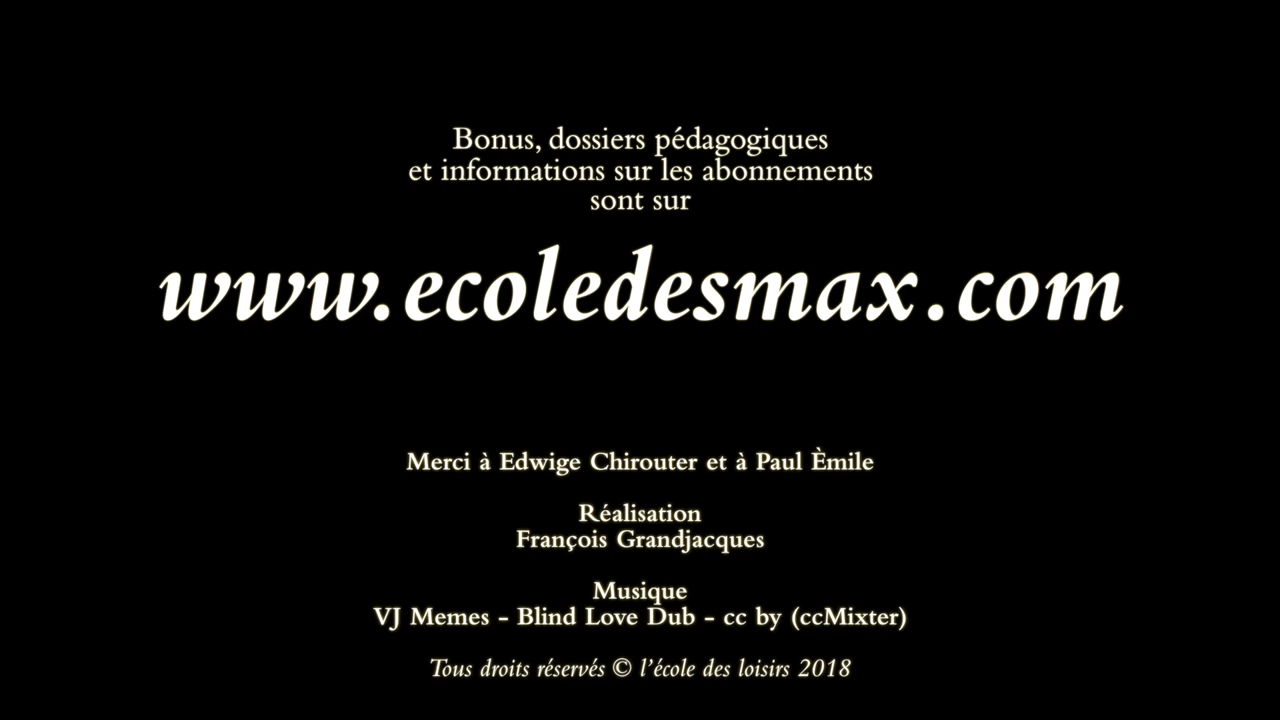 Bonus, dossiers pédagogiques
et informations sur les abonnements
sont sur
www.ecoledesmax.com
Merci à Edwige Chirouter et à Paul Èmile
Réalisation
François Grandjacques
Musique
VJ Memes - Blind Love Dub - cc by (ccMixter)
Tous droits réservés © l'école des loisirs 2018